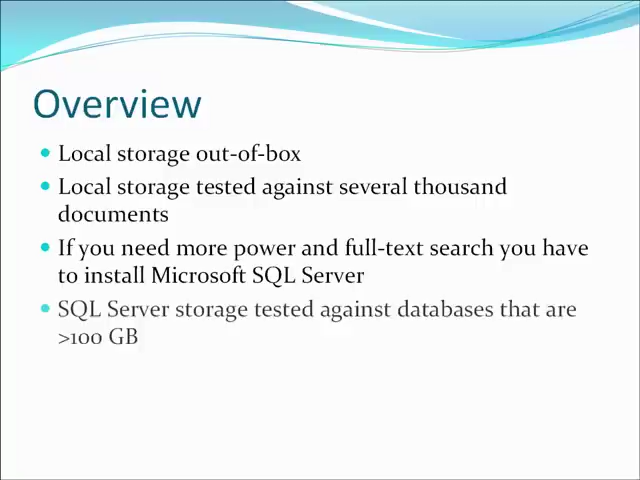 Overview
Local storage out-of-box
Local storage tested against several thousand
documents
If you need more power and full-text search you have
to install Microsoft SQL Server
SQL Server storage tested against databases that are
>100 GB